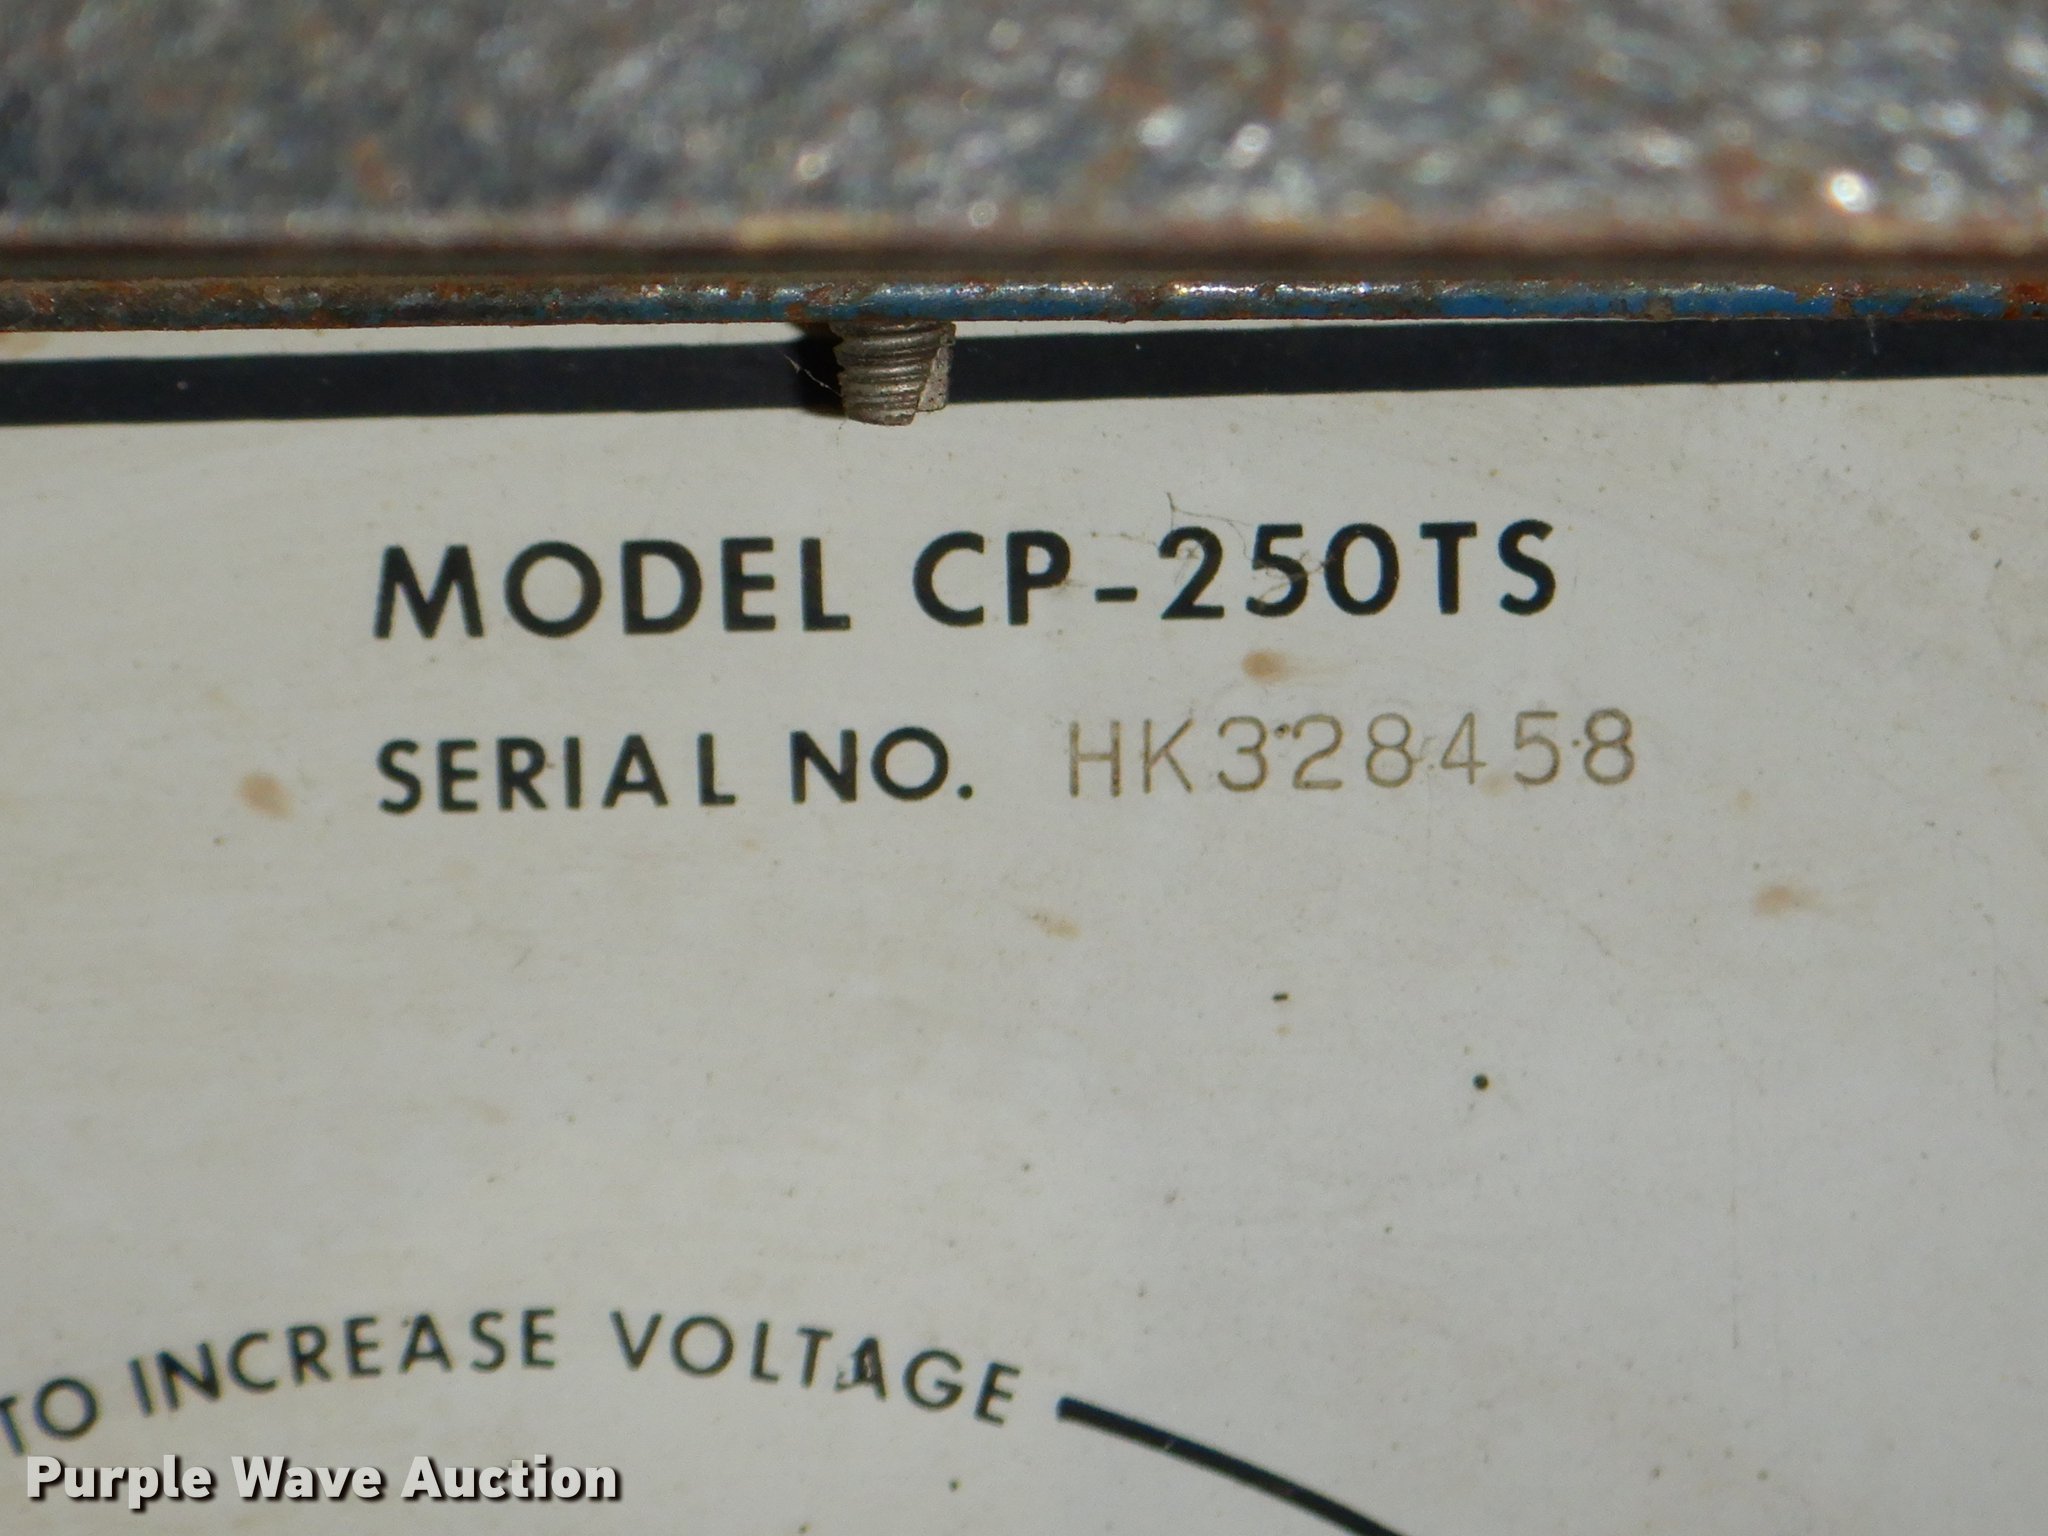 MODEL CP-250TS
SERIAL NO. HK328458
TO INCREASE VOLTAGE
Purple Wave Auction